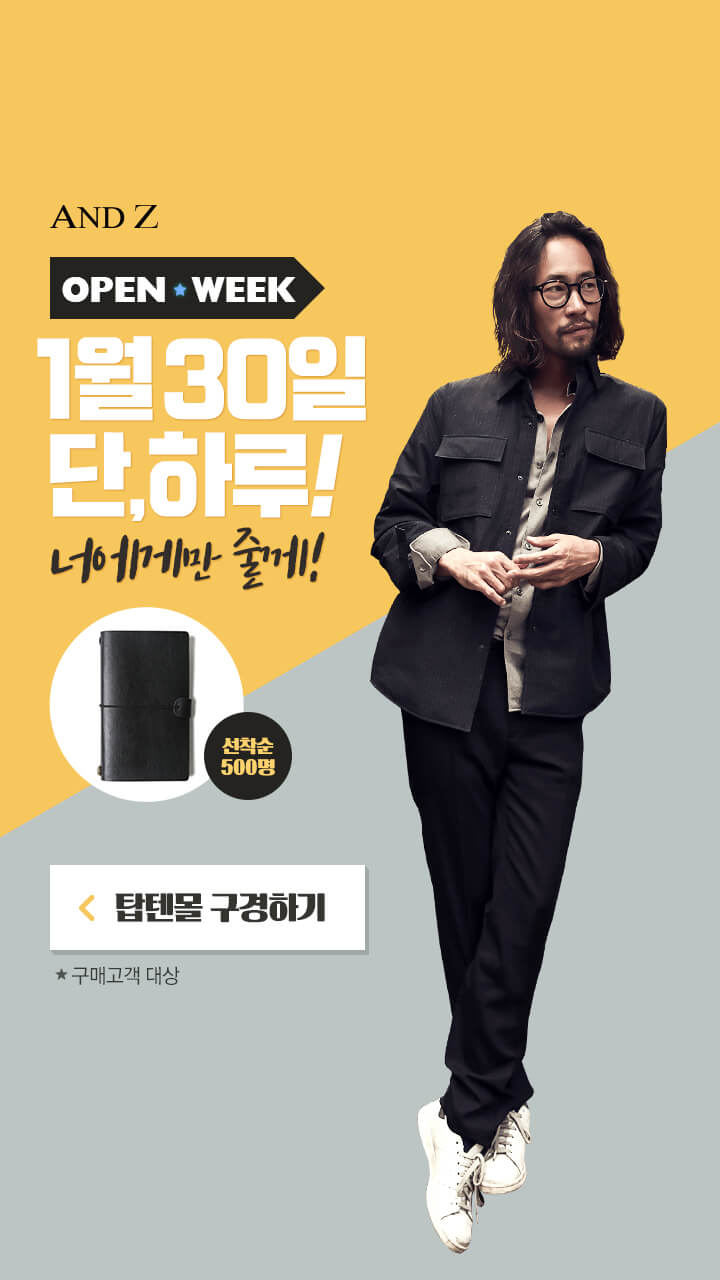 AND Z
OPEN★WEEK
1월 30일
단, 하루!
너에게만 줄게!
선착순
500명
탑텐몰 구경하기
★구매고객 대상